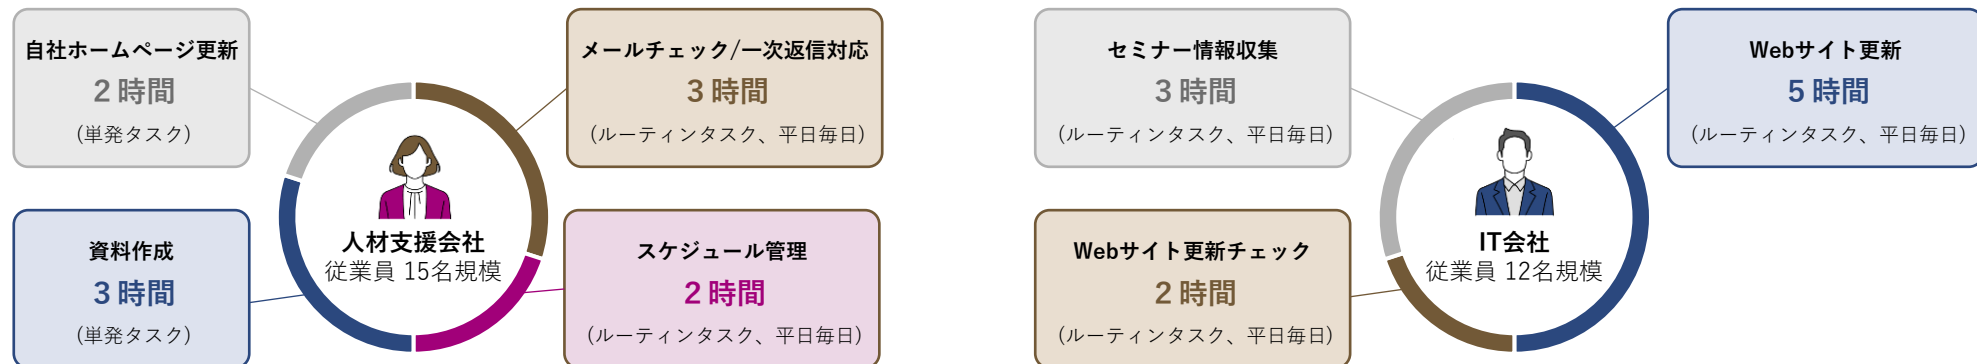 自社ホームページ更新
2時間
(単発タスク)
メールチェック/一次返信対応
3時間
(ルーティンタスク、平日毎日)
資料作成
3時間
(単発タスク)
人材支援会社
従業員 15名規模
スケジュール管理
2時間
(ルーティンタスク、平日毎日)
セミナー情報収集
3時間
(ルーティンタスク、平日毎日)
Webサイト更新
5時間
(ルーティンタスク、平日毎日)
Webサイト更新チェック
2時間
(ルーティンタスク、平日毎日)
IT会社
従業員 12名規模